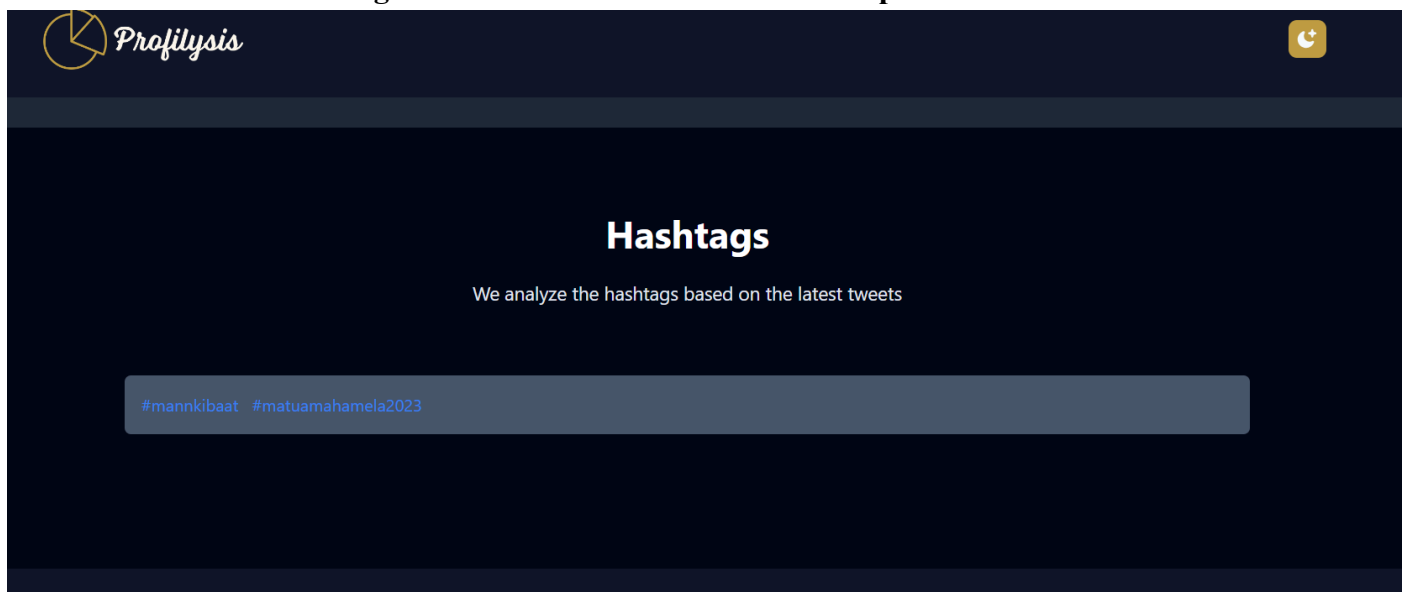 Profilysis
Hashtags
We analyze the hashtags based on the latest tweets
#mannkibaat #matuamahamela2023